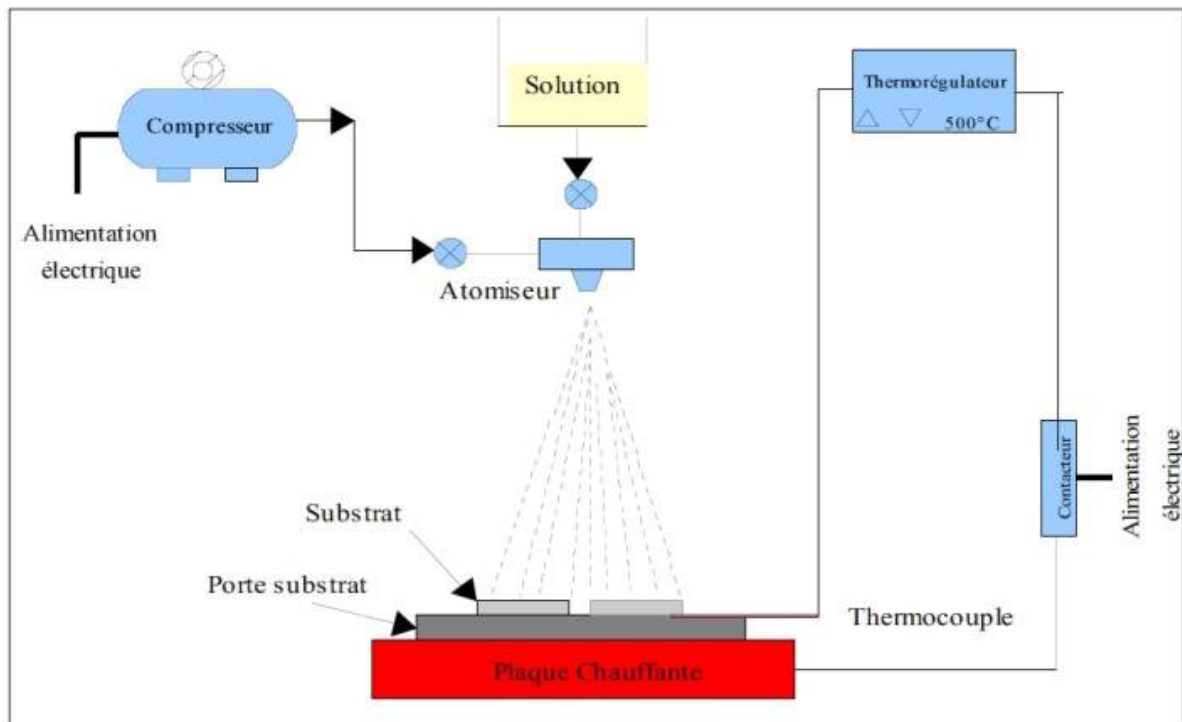 Solution
Thermorégulateur
500°C
Compresseur
Alimentation
électrique
Atomiseur
Contacteur
Alimentation
électrique
Substrat
Porte substrat
Thermocouple
Plaque Chauffante